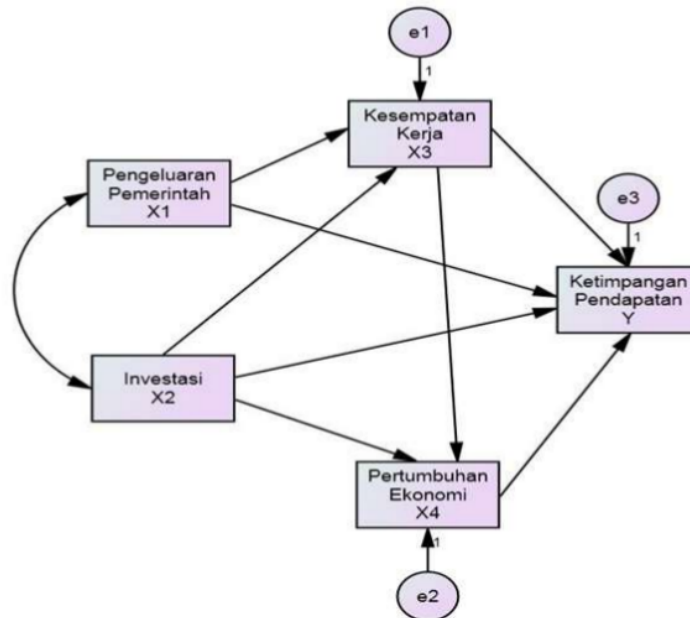 e1
1
Kesempatan
Kerja
X3
Pengeluaran
Pemerintah
X1
e3
1
Ketimpangan
Pendapatan
Y
Investasi
X2
Pertumbuhan
Ekonomi
X4
1
e2